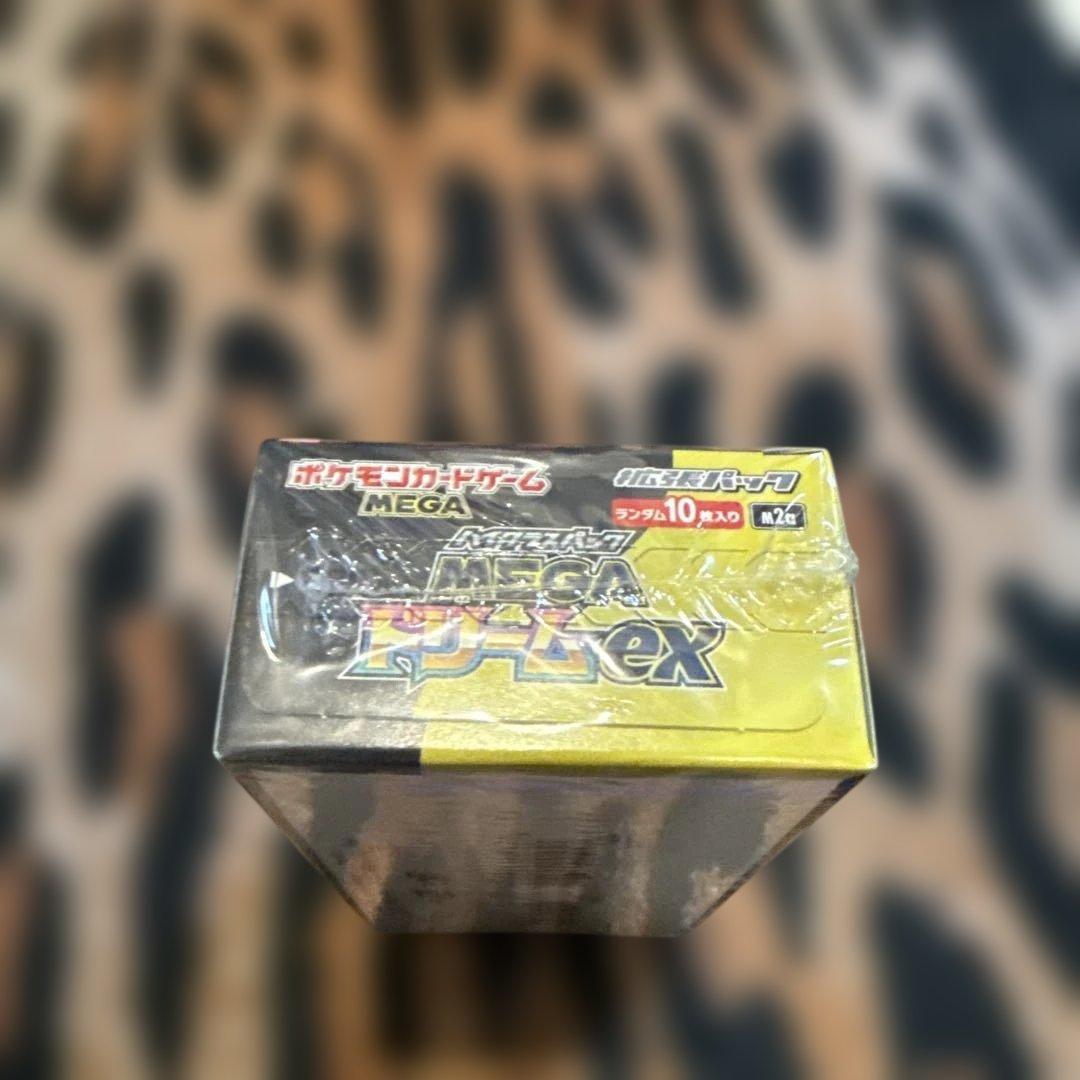 ポケモンカードゲーム
MEGA
拡張パック
ランダム10枚入り
M2a
ハイクラスパック
MEGA
ドリームex